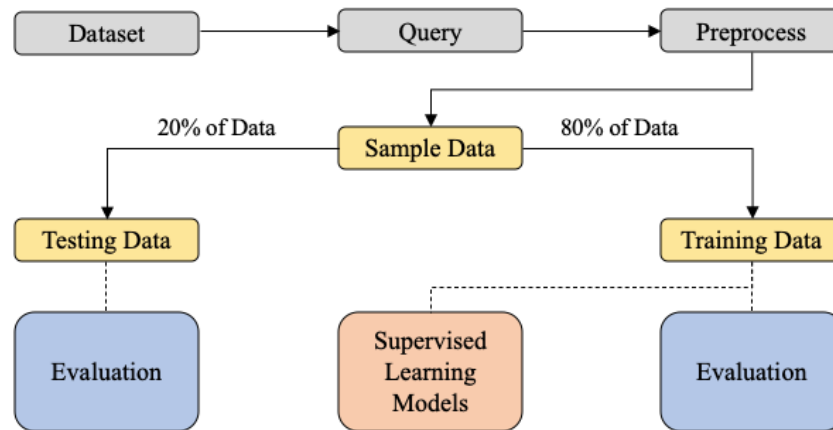 Dataset
Query
Preprocess
20% of Data
80% of Data
Sample Data
Testing Data
Training Data
Evaluation
Supervised
Learning
Models
Evaluation